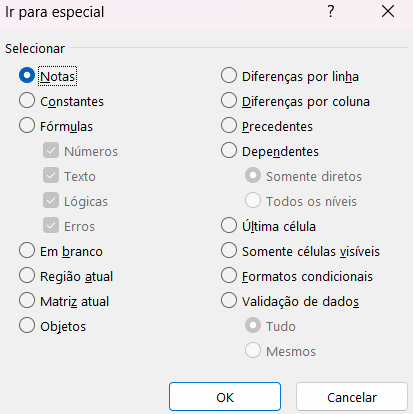 Ir para especial
Selecionar
Notas
Constantes
Fórmulas
Números
Texto
Lógicas
Erros
Em branco
Região atual
Matriz atual
Objetos
Diferenças por linha
Diferenças por coluna
Precedentes
Dependentes
Somente diretos
Todos os níveis
Última célula
Somente células visíveis
Formatos condicionais
Validação de dados
Tudo
Mesmos
OK
Cancelar